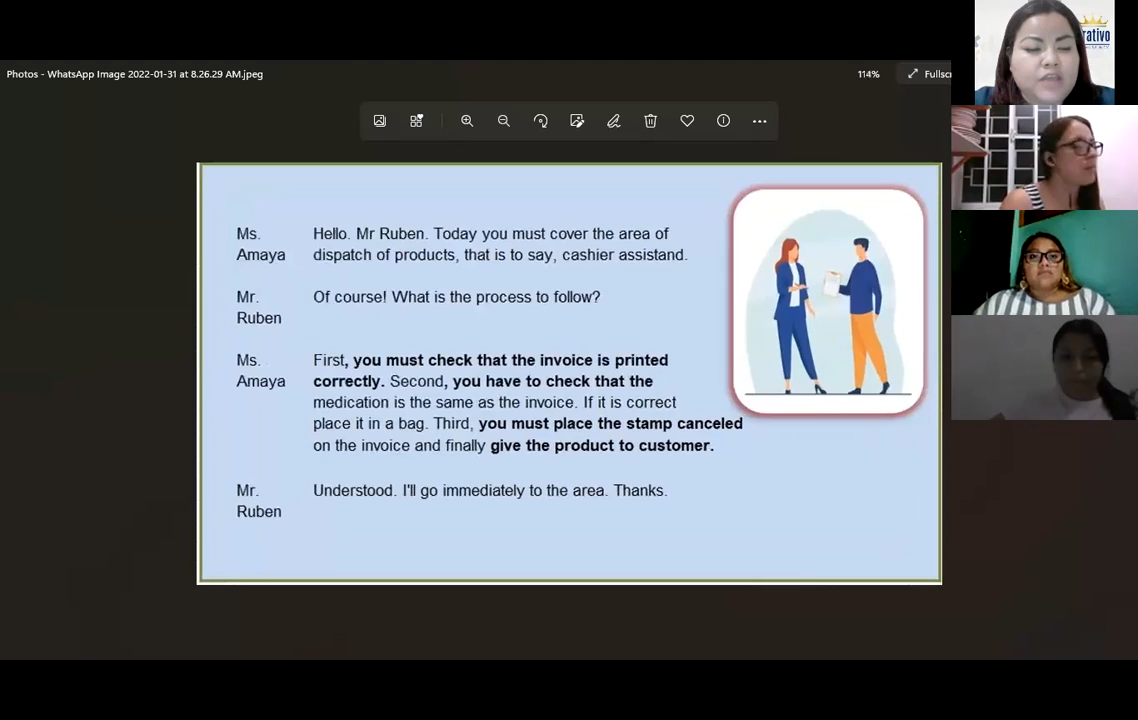 Photos - WhatsApp Image 2022-01-31 at 8.26.29 AM.jpeg
114%
Ms. Hello. Mr Ruben. Today you must cover the area of
Amaya dispatch of products, that is to say, cashier assistand.
Mr. Of course! What is the process to follow?
Ruben
Ms. First, you must check that the invoice is printed
Amaya correctly. Second, you have to check that the
medication is the same as the invoice. If it is correct
place it in a bag. Third, you must place the stamp canceled
on the invoice and finally give the product to customer.
Mr. Understood. I'll go immediately to the area. Thanks.
Ruben